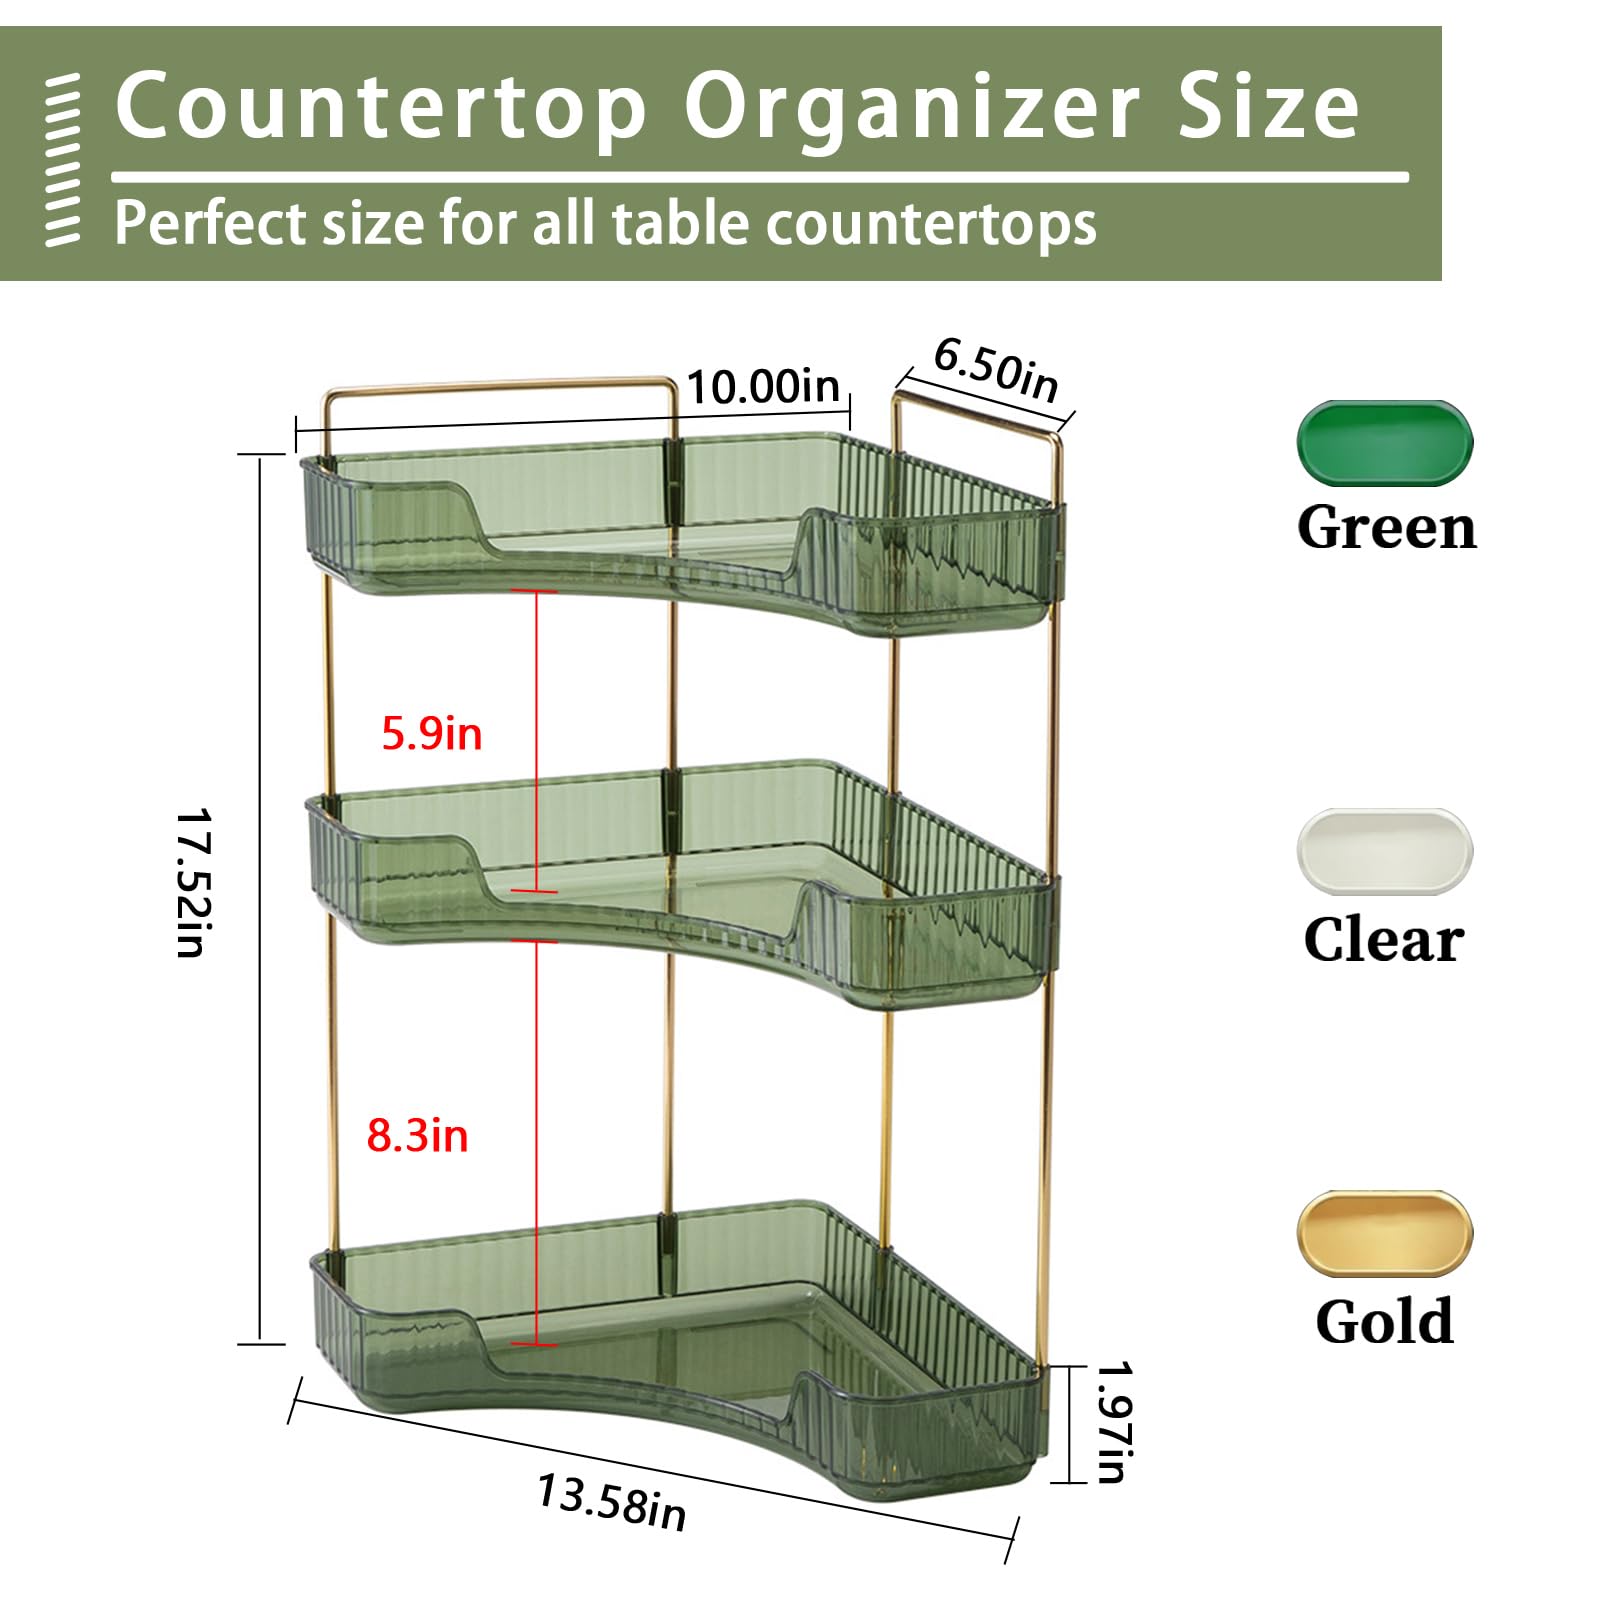 Countertop Organizer Size
Perfect size for all table countertops
10.00in
6.50in
Green
5.9in
17.52in
Clear
8.3in
Gold
1.97in
13.58in